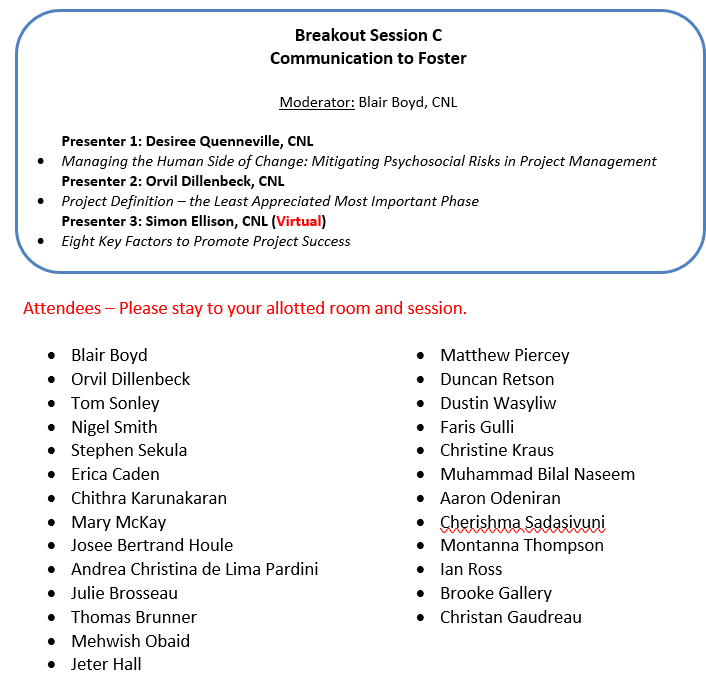 Breakout Session C
Communication to Foster
Moderator: Blair Boyd, CNL
Presenter 1: Desiree Quenneville, CNL
• Managing the Human Side of Change: Mitigating Psychosocial Risks in Project Management
Presenter 2: Orvil Dillenbeck, CNL
• Project Definition – the Least Appreciated Most Important Phase
Presenter 3: Simon Ellison, CNL (Virtual)
• Eight Key Factors to Promote Project Success
Attendees – Please stay to your allotted room and session.
• Blair Boyd
• Orvil Dillenbeck
• Tom Sonley
• Nigel Smith
• Stephen Sekula
• Erica Caden
• Chithra Karunakaran
• Mary McKay
• Josee Bertrand Houle
• Andrea Christina de Lima Pardini
• Julie Brosseau
• Thomas Brunner
• Mehwish Obaid
• Jeter Hall
• Matthew Piercey
• Duncan Retson
• Dustin Wasyliw
• Faris Gulli
• Christine Kraus
• Muhammad Bilal Naseem
• Aaron Odeniran
• Cherishma Sadasivuni
• Montanna Thompson
• Ian Ross
• Brooke Gallery
• Christan Gaudreau